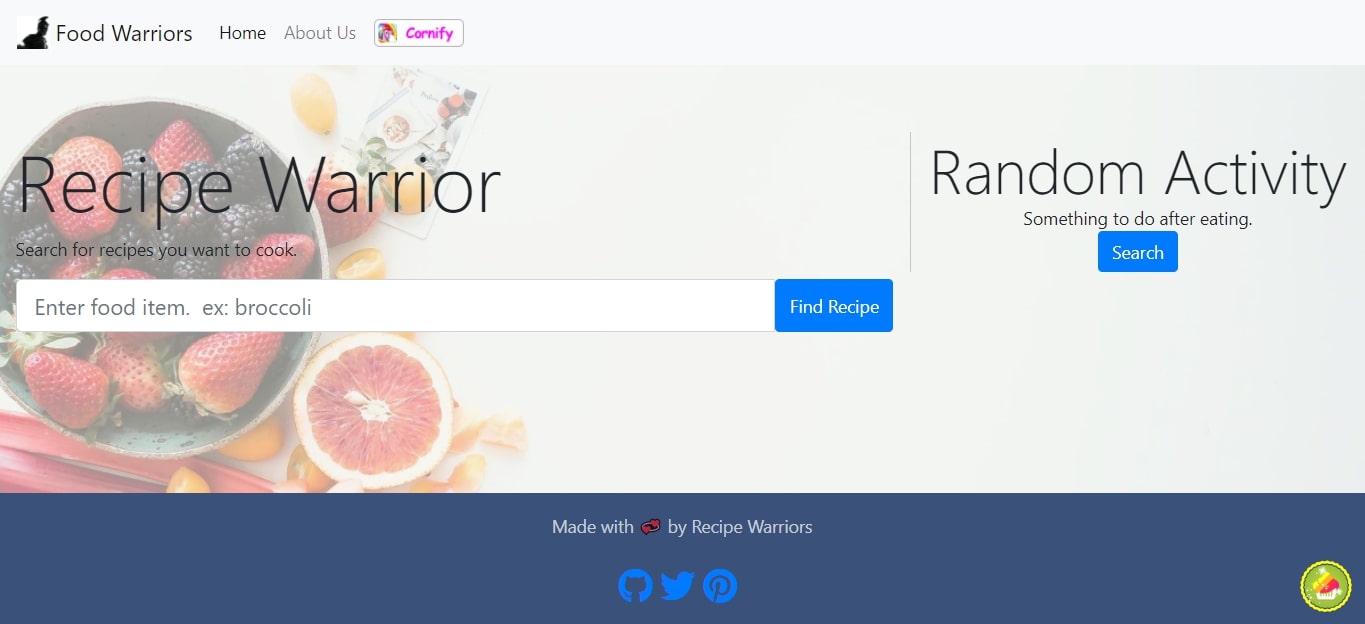 Food Warriors Home About Us Cornify
Recipe Warrior
Search for recipes you want to cook.
Enter food item.  ex: broccoli
Find Recipe
Random Activity
Something to do after eating.
Search
Made with 💞 by Recipe Warriors